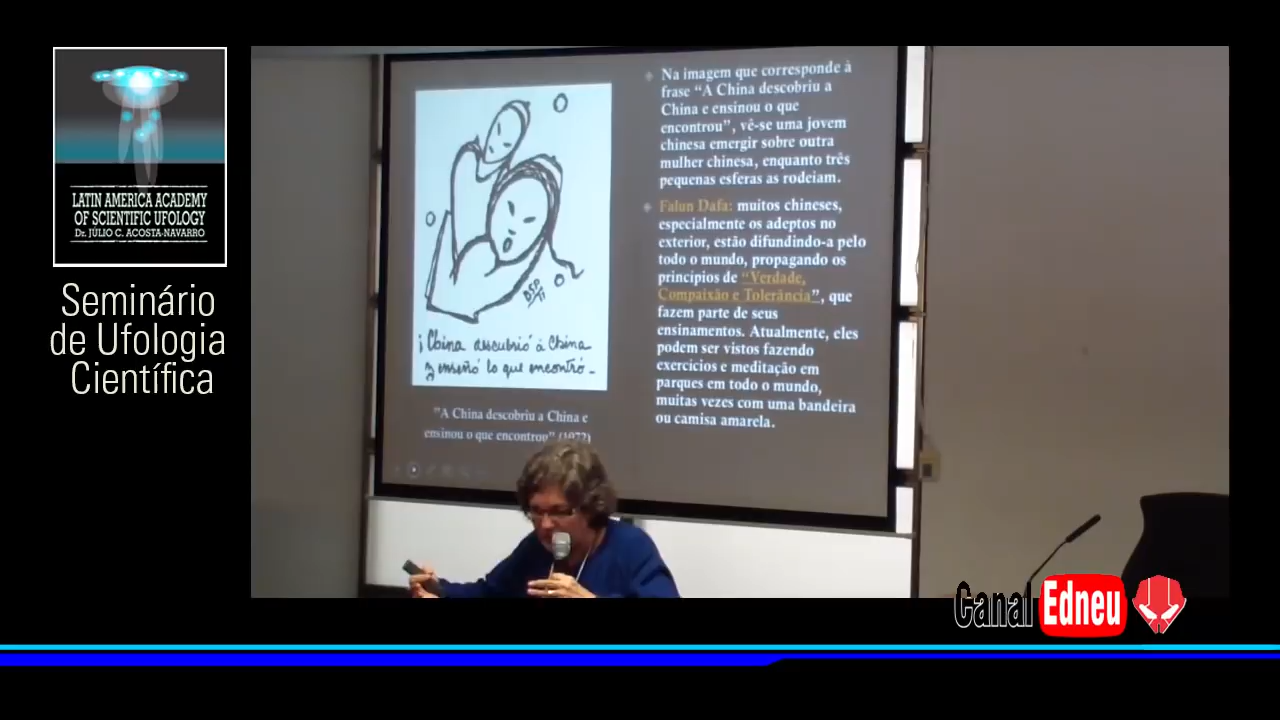 LATIN AMERICA ACADEMY
OF SCIENTIFIC UFOLOGY
Dr. JÚLIO C. ACOSTA-NAVARRO
Seminário
de Ufologia
Científica
DSP/71
¡China descubrió á China
y enseñó lo que encontró -
"A China descobriu a China e
ensinou o que encontrou" (1972)
Na imagem que corresponde à
frase “A China descobriu a
China e ensinou o que
encontrou”, vê-se uma jovem
chinesa emergir sobre outra
mulher chinesa, enquanto três
pequenas esferas as rodeiam.
Falun Dafa: muitos chineses,
especialmente os adeptos no
exterior, estão difundindo-a pelo
todo o mundo, propagando os
princípios de “Verdade,
Compaixão e Tolerância”, que
fazem parte de seus
ensinamentos. Atualmente, eles
podem ser vistos fazendo
exercícios e meditação em
parques em todo o mundo,
muitas vezes com uma bandeira
ou camisa amarela.
Canal Edneu